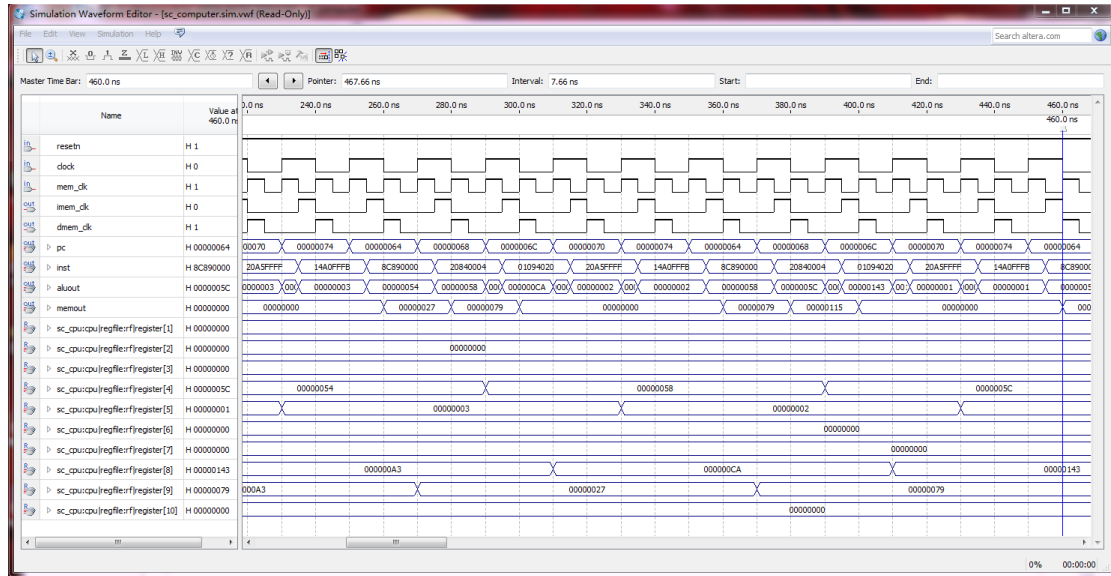 Simulation Waveform Editor - [sc_computer.sim.vwf (Read-Only)]
File Edit View Simulation Help
Search altera.com
Master Time Bar: 460.0 ns Pointer: 467.66 ns Interval: 7.66 ns Start: End:
Name Value at 460.0 ns 240.0 ns 260.0 ns 280.0 ns 300.0 ns 320.0 ns 340.0 ns 360.0 ns 380.0 ns 400.0 ns 420.0 ns 440.0 ns 460.0 ns
460.0 ns
resetn H 1
clock H 0
mem_clk H 1
imem_clk H 0
dmem_clk H 1
pc H 00000064 00070 00000074 00000064 00000068 0000006C 00000070 00000074 00000064 00000068 0000006C 00000070 00000074 00000064
inst H 8C890000 20A5FFFF 14A0FFFB 8C890000 20840004 01094020 20A5FFFF 14A0FFFB 8C890000 20840004 01094020 20A5FFFF 14A0FFFB 8C89000
aluout H 0000005C 0000003 00000003 00000054 00000058 000000CA 00000002 00000002 00000058 0000005C 00000143 00000001 00000001 000005
memout H 00000000 00000000 00000027 00000079 00000000 00000079 00000115 00000000 000
sc_cpu:cpu|regfile:rf|register[1] H 00000000
sc_cpu:cpu|regfile:rf|register[2] H 00000000 00000000
sc_cpu:cpu|regfile:rf|register[3] H 00000000
sc_cpu:cpu|regfile:rf|register[4] H 0000005C 00000054 00000058 0000005C
sc_cpu:cpu|regfile:rf|register[5] H 00000001 00000003 00000002
sc_cpu:cpu|regfile:rf|register[6] H 00000000 00000000
sc_cpu:cpu|regfile:rf|register[7] H 00000000 00000000
sc_cpu:cpu|regfile:rf|register[8] H 00000143 000000A3 000000CA 00000143
sc_cpu:cpu|regfile:rf|register[9] H 00000079 000A3 00000027 00000079
sc_cpu:cpu|regfile:rf|register[10] H 00000000 00000000
0% 00:00:00